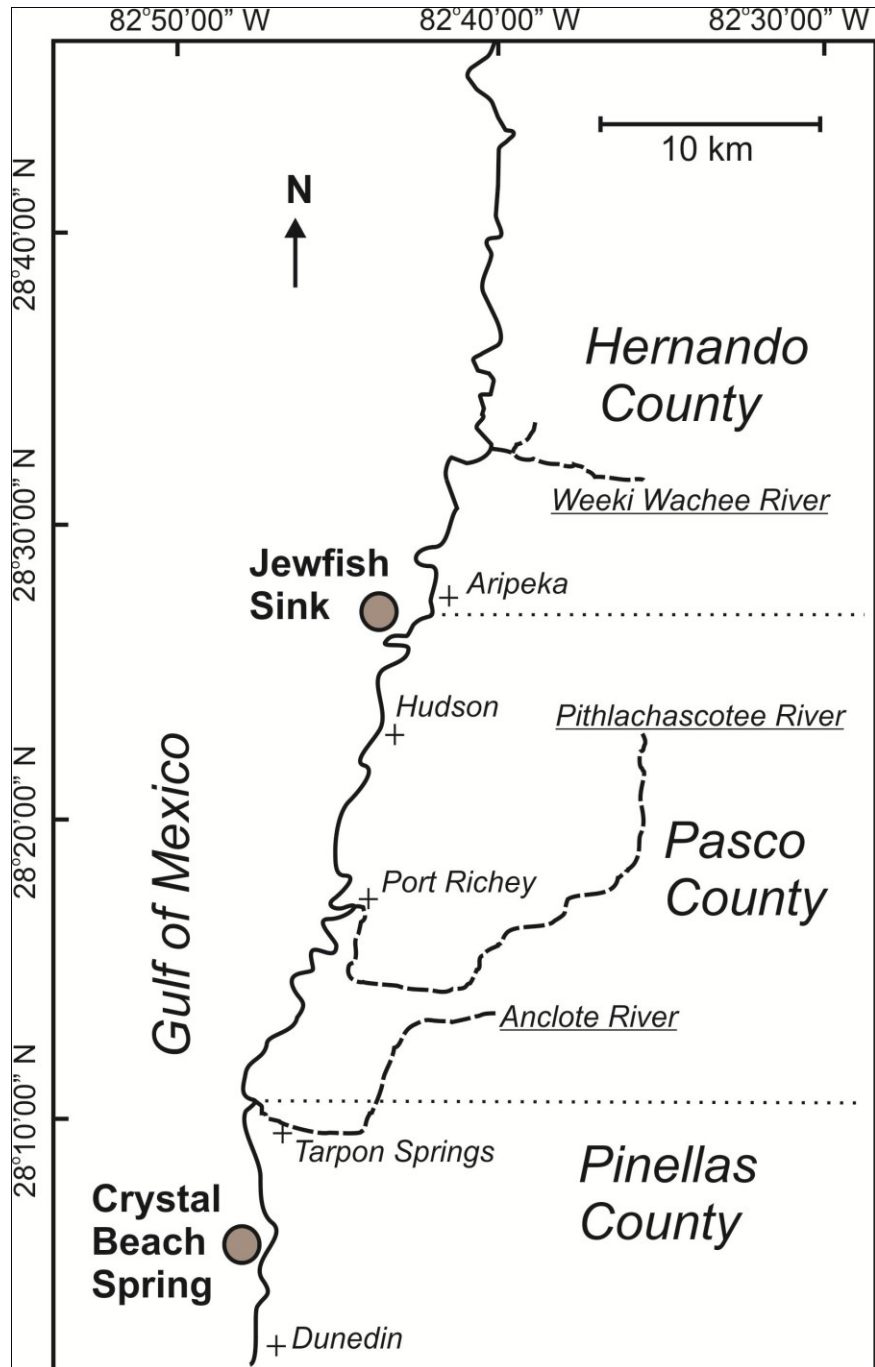 82°50'00" W
82°40'00" W
82°30'00" W
28°40'00" N
28°30'00" N
28°20'00" N
28°10'00" N
N
10 km
Hernando
County
Weeki Wachee River
Jewfish
Sink
Aripeka
Hudson
Pithlachascotee River
Gulf of Mexico
Pasco
County
Port Richey
Anclote River
Tarpon Springs
Pinellas
County
Crystal
Beach
Spring
Dunedin